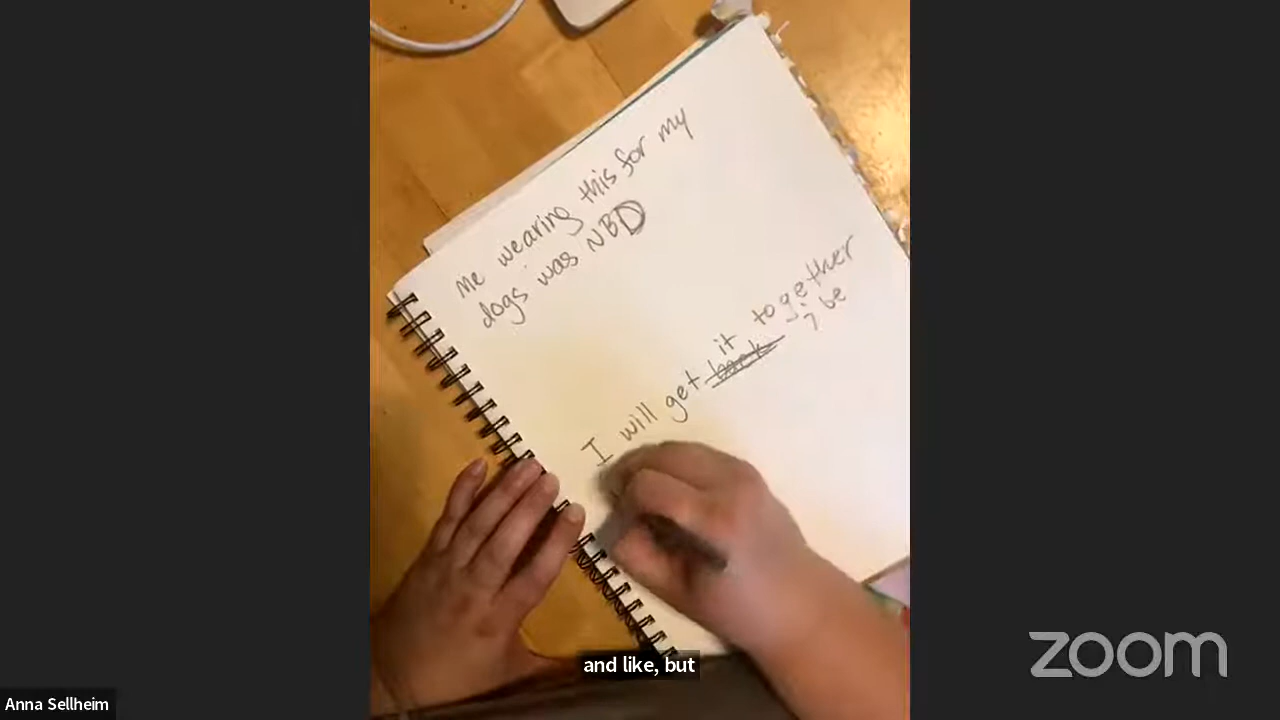 me wearing this for my
dogs was NBD
I will get it together
back ; be
and like, but
Anna Sellheim
zoom